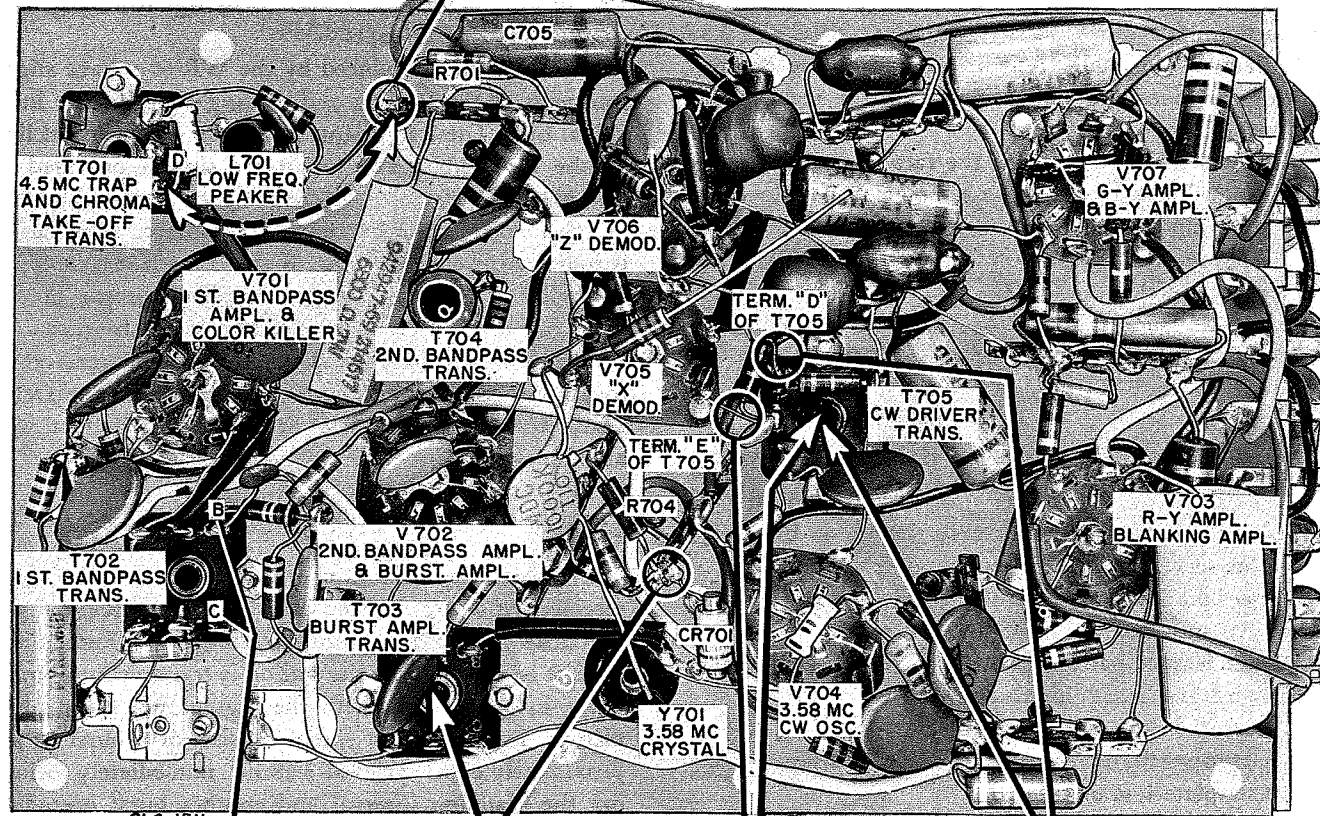 C705
R701
T701
4.5 MC TRAP
AND CHROMA
TAKE-OFF
TRANS.
D
L701
LOW FREQ.
PEAKER
V707
G-Y AMPL.
& B-Y AMPL.
V706
"Z" DEMOD.
V701
1 ST. BANDPASS
AMPL. &
COLOR KILLER
T704
2ND. BANDPASS
TRANS.
TERM. "D"
OF T705
V705
"X"
DEMOD.
T705
CW DRIVER
TRANS.
TERM. "E"
OF T705
R704
B
V702
2ND. BANDPASS AMPL.
& BURST. AMPL.
V703
R-Y AMPL.
BLANKING AMPL.
T702
1 ST. BANDPASS
TRANS.
C
T703
BURST AMPL.
TRANS.
CR701
Y701
3.58 MC
CRYSTAL
V704
3.58 MC
CW OSC.